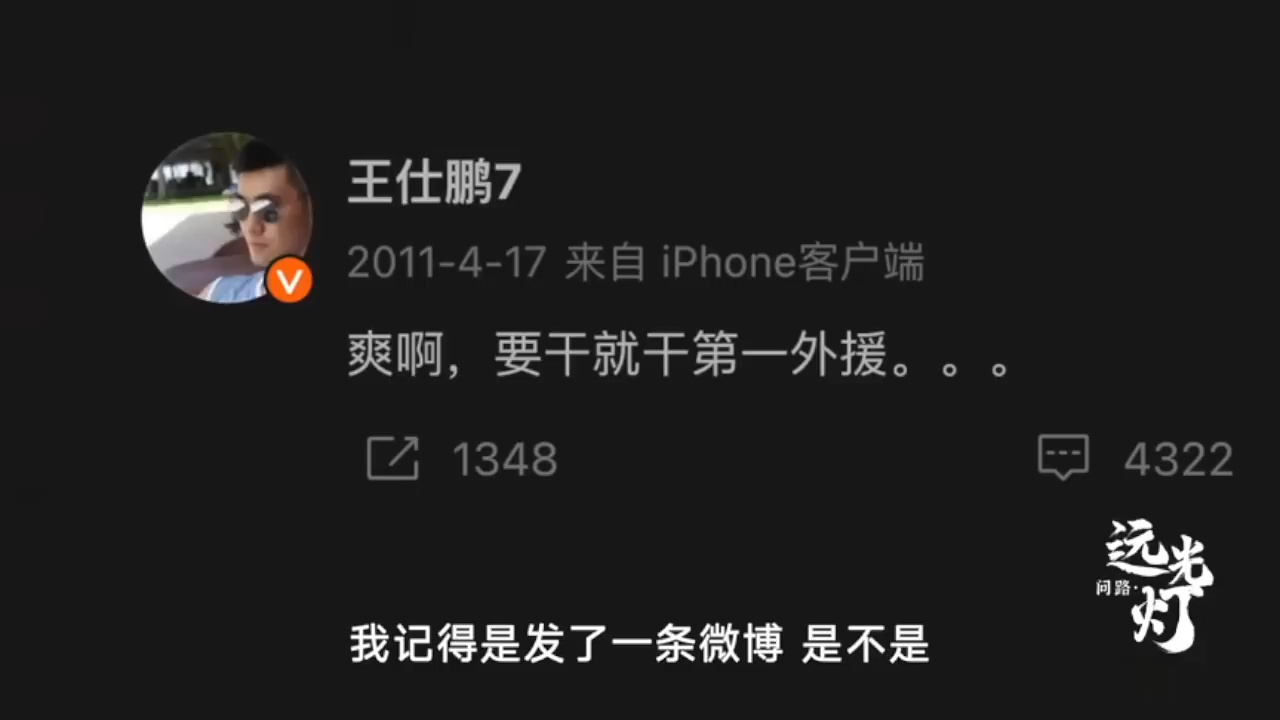 王仕鹏7
2011-4-17 来自 iPhone客户端
爽啊，要干就干第一外援。。。
1348
4322
远光灯
问路·
我记得是发了一条微博 是不是